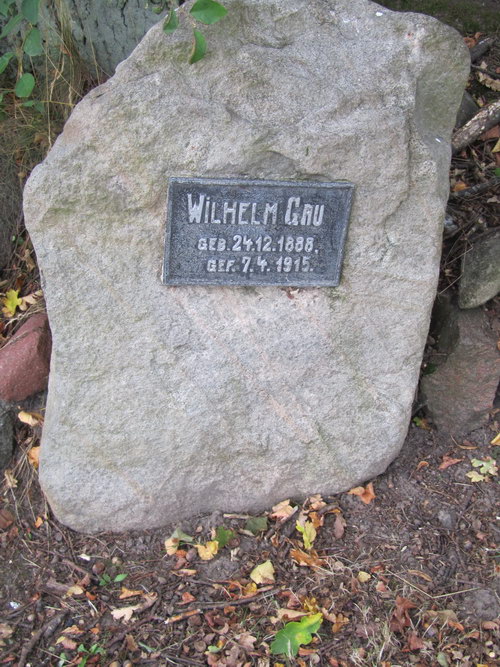 WILHELM GAU
GEB. 24.12.1888.
GEF. 7. 4. 1915.